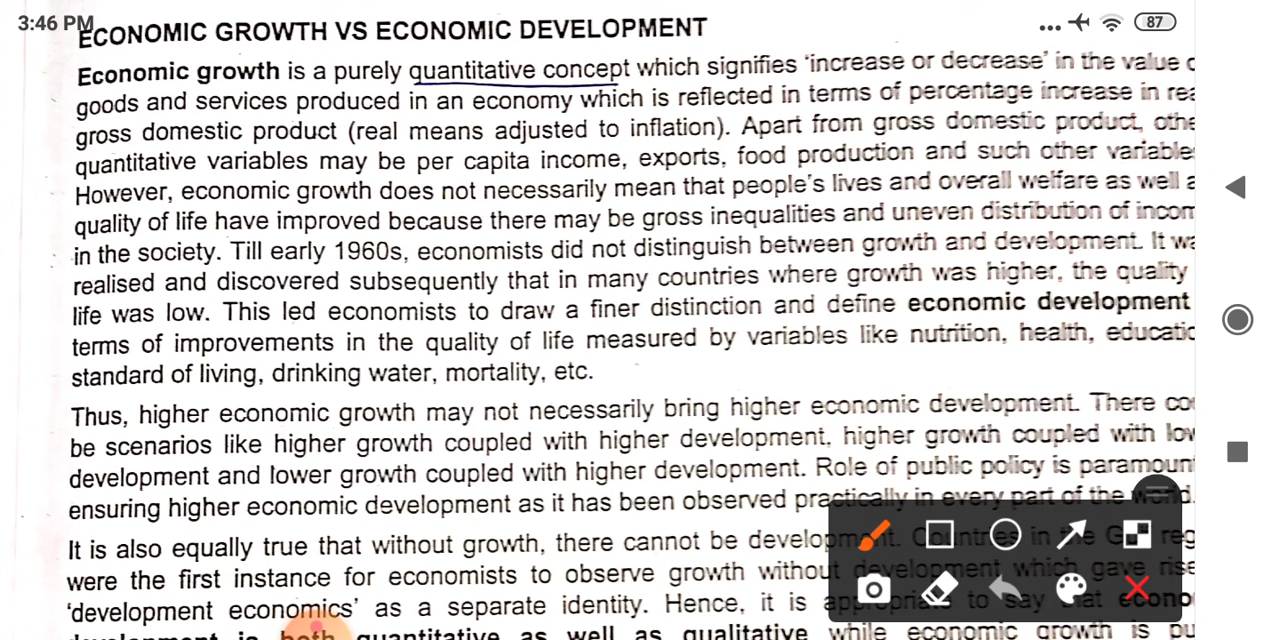 3:46 PM
87
ECONOMIC GROWTH VS ECONOMIC DEVELOPMENT
Economic growth is a purely quantitative concept which signifies 'increase or decrease' in the value
goods and services produced in an economy which is reflected in terms of percentage increase in
gross domestic product (real means adjusted to inflation). Apart from gross domestic product,
quantitative variables may be per capita income, exports, food production and such other
However, economic growth does not necessarily mean that people's lives and overall welfare as well
quality of life have improved because there may be gross inequalities and uneven distribution of
in the society. Till early 1960s, economists did not distinguish between growth and development. It
realised and discovered subsequently that in many countries where growth was higher, the quality
life was low. This led economists to draw a finer distinction and define economic development
terms of improvements in the quality of life measured by variables like nutrition, health,
standard of living, drinking water, mortality, etc.
Thus, higher economic growth may not necessarily bring higher economic development. There
be scenarios like higher growth coupled with higher development, higher growth coupled with
development and lower growth coupled with higher development. Role of public policy is
ensuring higher economic development as it has been observed practically in every part of the
It is also equally true that without growth, there cannot be development. Countries in
were the first instance for economists to observe growth without development which gave rise
'development economics' as a separate identity. Hence, it is appropriate to say that
both quantitative as well as qualitative while economic growth is